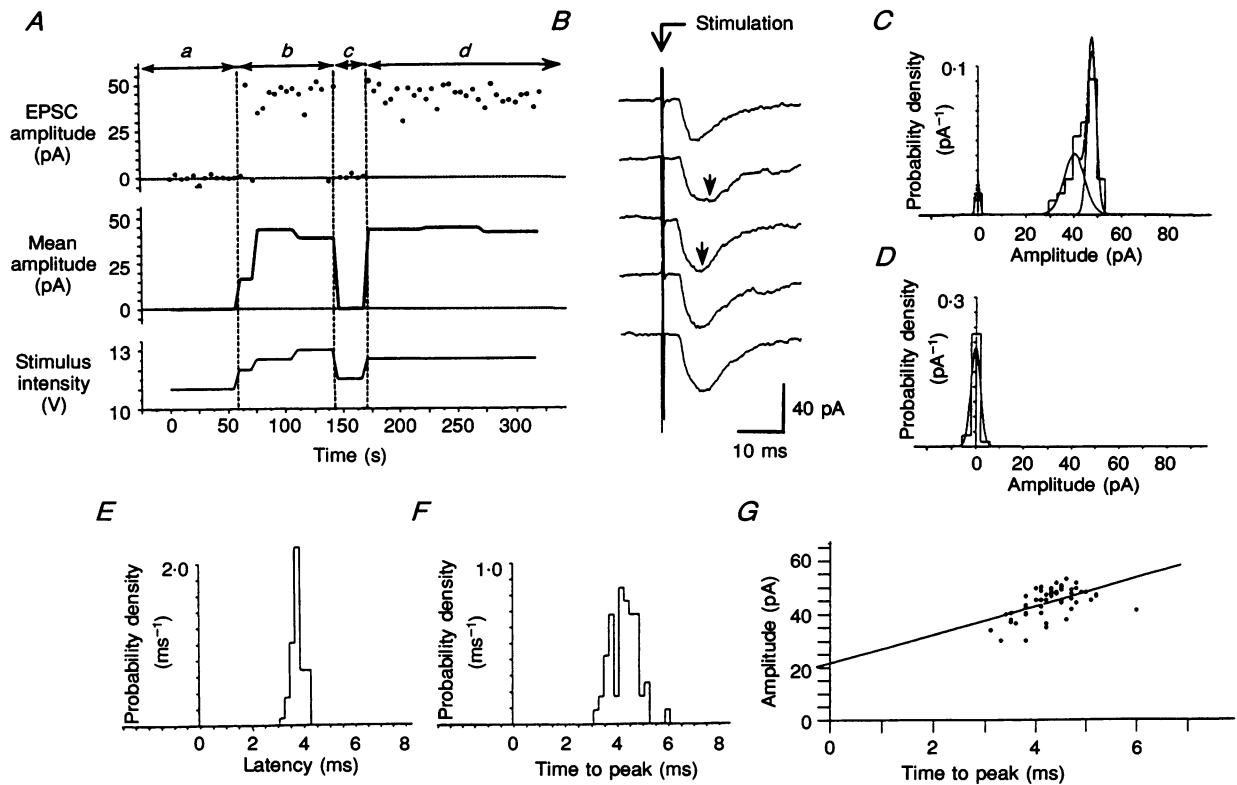 A
a b c d
50
25
0
EPSC
amplitude
(pA)
50
25
0
Mean
amplitude
(pA)
13
10
Stimulus
intensity
(V)
0 50 100 150 200 250 300
Time (s)
B
Stimulation
40 pA
10 ms
C
0·1
Probability density
(pA⁻¹)
0 20 40 60 80
Amplitude (pA)
D
0·3
Probability density
(pA⁻¹)
0 20 40 60 80
Amplitude (pA)
E
2·0
Probability density
(ms⁻¹)
0 2 4 6 8
Latency (ms)
F
1·0
Probability density
(ms⁻¹)
0 2 4 6 8
Time to peak (ms)
G
60
40
20
0
Amplitude (pA)
0 2 4 6
Time to peak (ms)